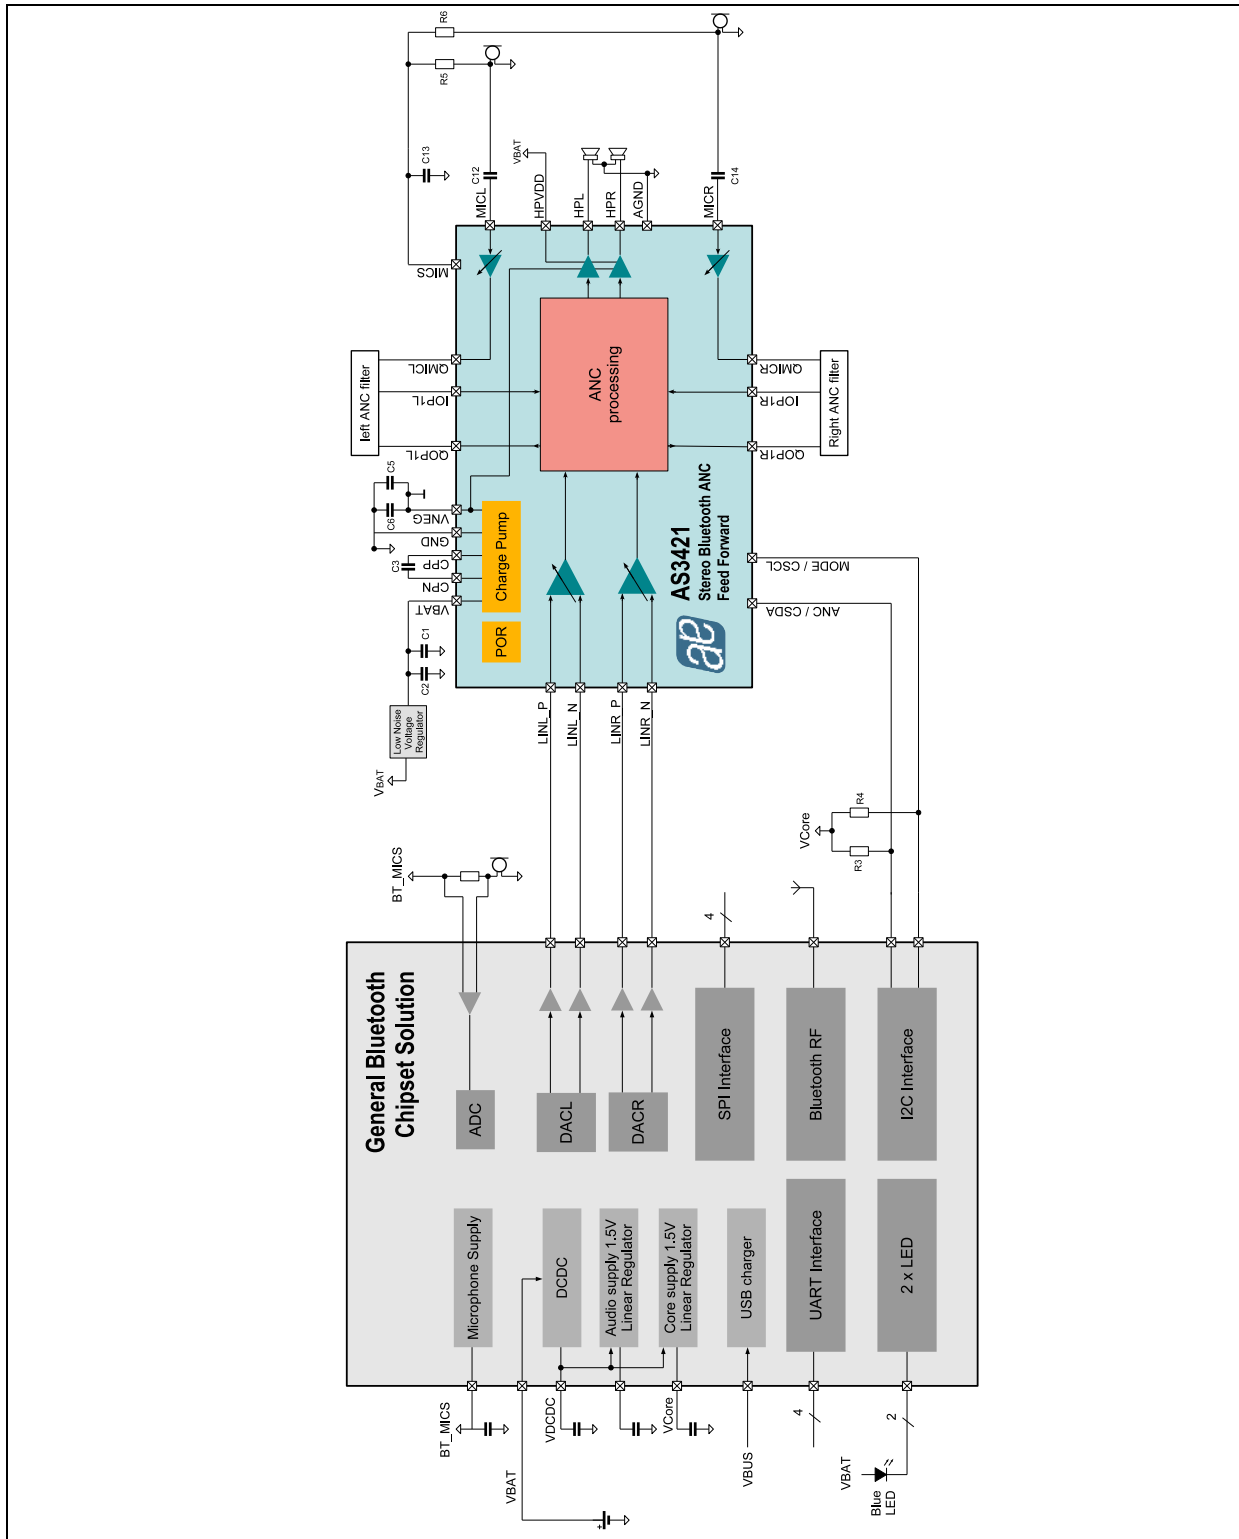 General Bluetooth
Chipset Solution
Microphone Supply
DCDC
Audio supply 1.5V
Linear Regulator
Core supply 1.5V
Linear Regulator
USB charger
UART Interface
2 x LED
ADC
DACL
DACR
SPI Interface
Bluetooth RF
I2C Interface
BT_MICS
VBAT
VDCDC
VCore
VBUS
4
VBAT
Blue
LED
2
BT_MICS
4
VCore
R3
R4
VBAT
Low Noise
Voltage
Regulator
C2
C1
LINL_P
LINL_N
LINR_P
LINR_N
VBAT
CPN
CPP
GND
VNEG
C3
C6
C5
POR
Charge Pump
AS3421
Stereo Bluetooth ANC
Feed Forward
ANC / CSDA
MODE / CSCL
ANC
processing
left ANC filter
QOP1L
IOP1L
QMICL
MICS
Right ANC filter
QOP1R
IOP1R
QMICR
MICL
HPVDD
HPL
HPR
AGND
MICR
VBAT
C13
C12
C14
R5
R6